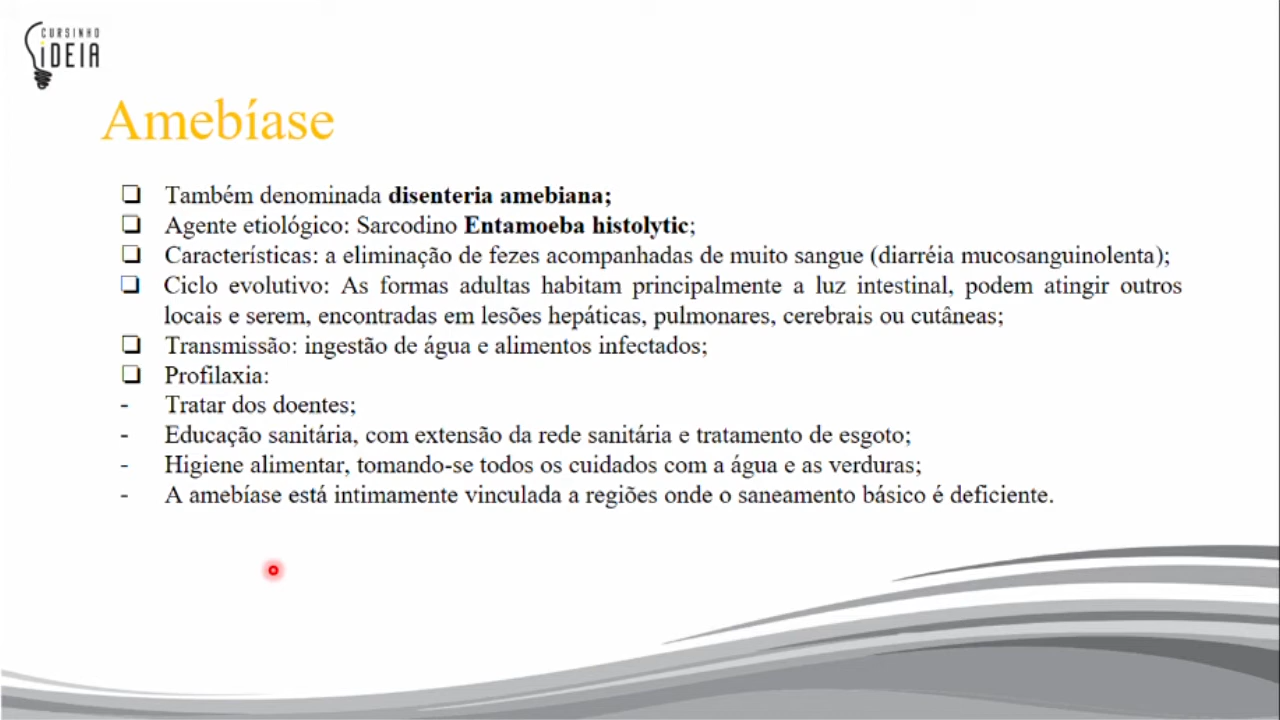 CURSINHO
iDEIA
Amebíase
❏ Também denominada disenteria amebiana;
❏ Agente etiológico: Sarcodino Entamoeba histolytic;
❏ Características: a eliminação de fezes acompanhadas de muito sangue (diarréia mucosanguinolenta);
❏ Ciclo evolutivo: As formas adultas habitam principalmente a luz intestinal, podem atingir outros
locais e serem, encontradas em lesões hepáticas, pulmonares, cerebrais ou cutâneas;
❏ Transmissão: ingestão de água e alimentos infectados;
❏ Profilaxia:
- Tratar dos doentes;
- Educação sanitária, com extensão da rede sanitária e tratamento de esgoto;
- Higiene alimentar, tomando-se todos os cuidados com a água e as verduras;
- A amebíase está intimamente vinculada a regiões onde o saneamento básico é deficiente.